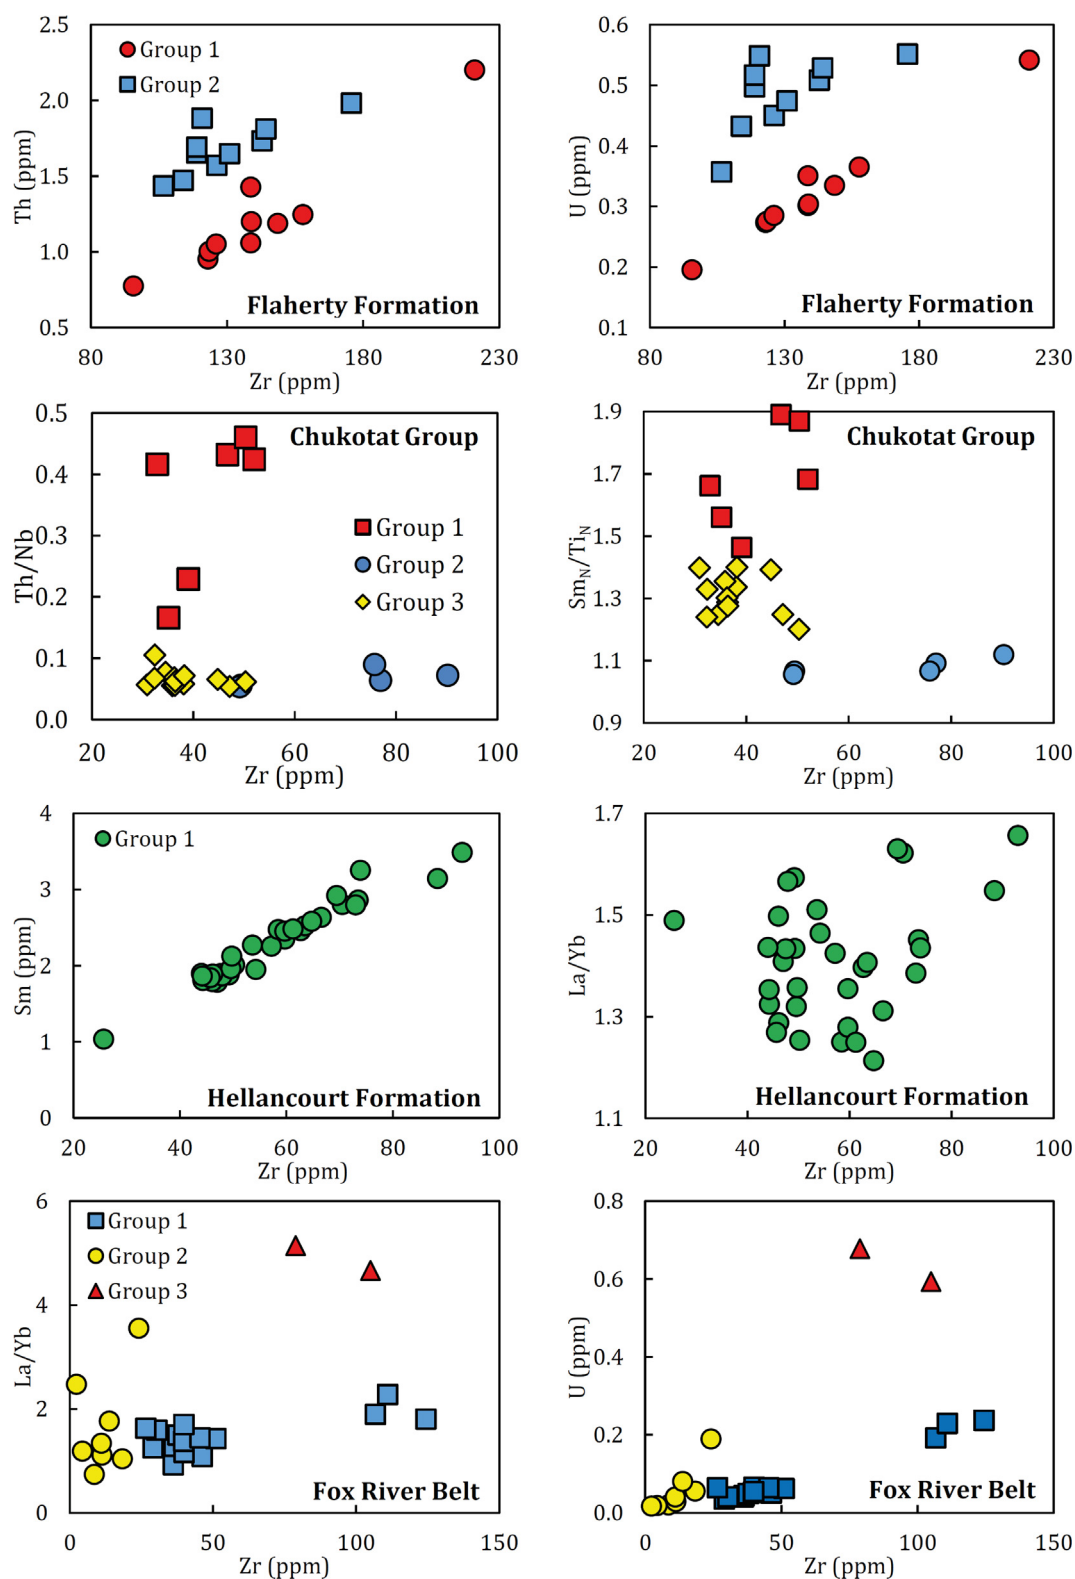 2.5
2.0
1.5
1.0
0.5
Th (ppm)
Group 1
Group 2
Flaherty Formation
80
130
180
230
Zr (ppm)
0.6
0.5
0.4
0.3
0.2
0.1
U (ppm)
Flaherty Formation
80
130
180
230
Zr (ppm)
0.5
0.4
0.3
0.2
0.1
0.0
Th/Nb
Chukotat Group
Group 1
Group 2
Group 3
20
40
60
80
100
Zr (ppm)
1.9
1.7
1.5
1.3
1.1
0.9
SmN/TiN
Chukotat Group
20
40
60
80
100
Zr (ppm)
4
3
2
1
0
Sm (ppm)
Group 1
Hellancourt Formation
20
40
60
80
100
Zr (ppm)
1.7
1.5
1.3
1.1
La/Yb
Hellancourt Formation
20
40
60
80
100
Zr (ppm)
6
4
2
0
La/Yb
Group 1
Group 2
Group 3
Fox River Belt
0
50
100
150
Zr (ppm)
0.8
0.6
0.4
0.2
0.0
U (ppm)
Fox River Belt
0
50
100
150
Zr (ppm)